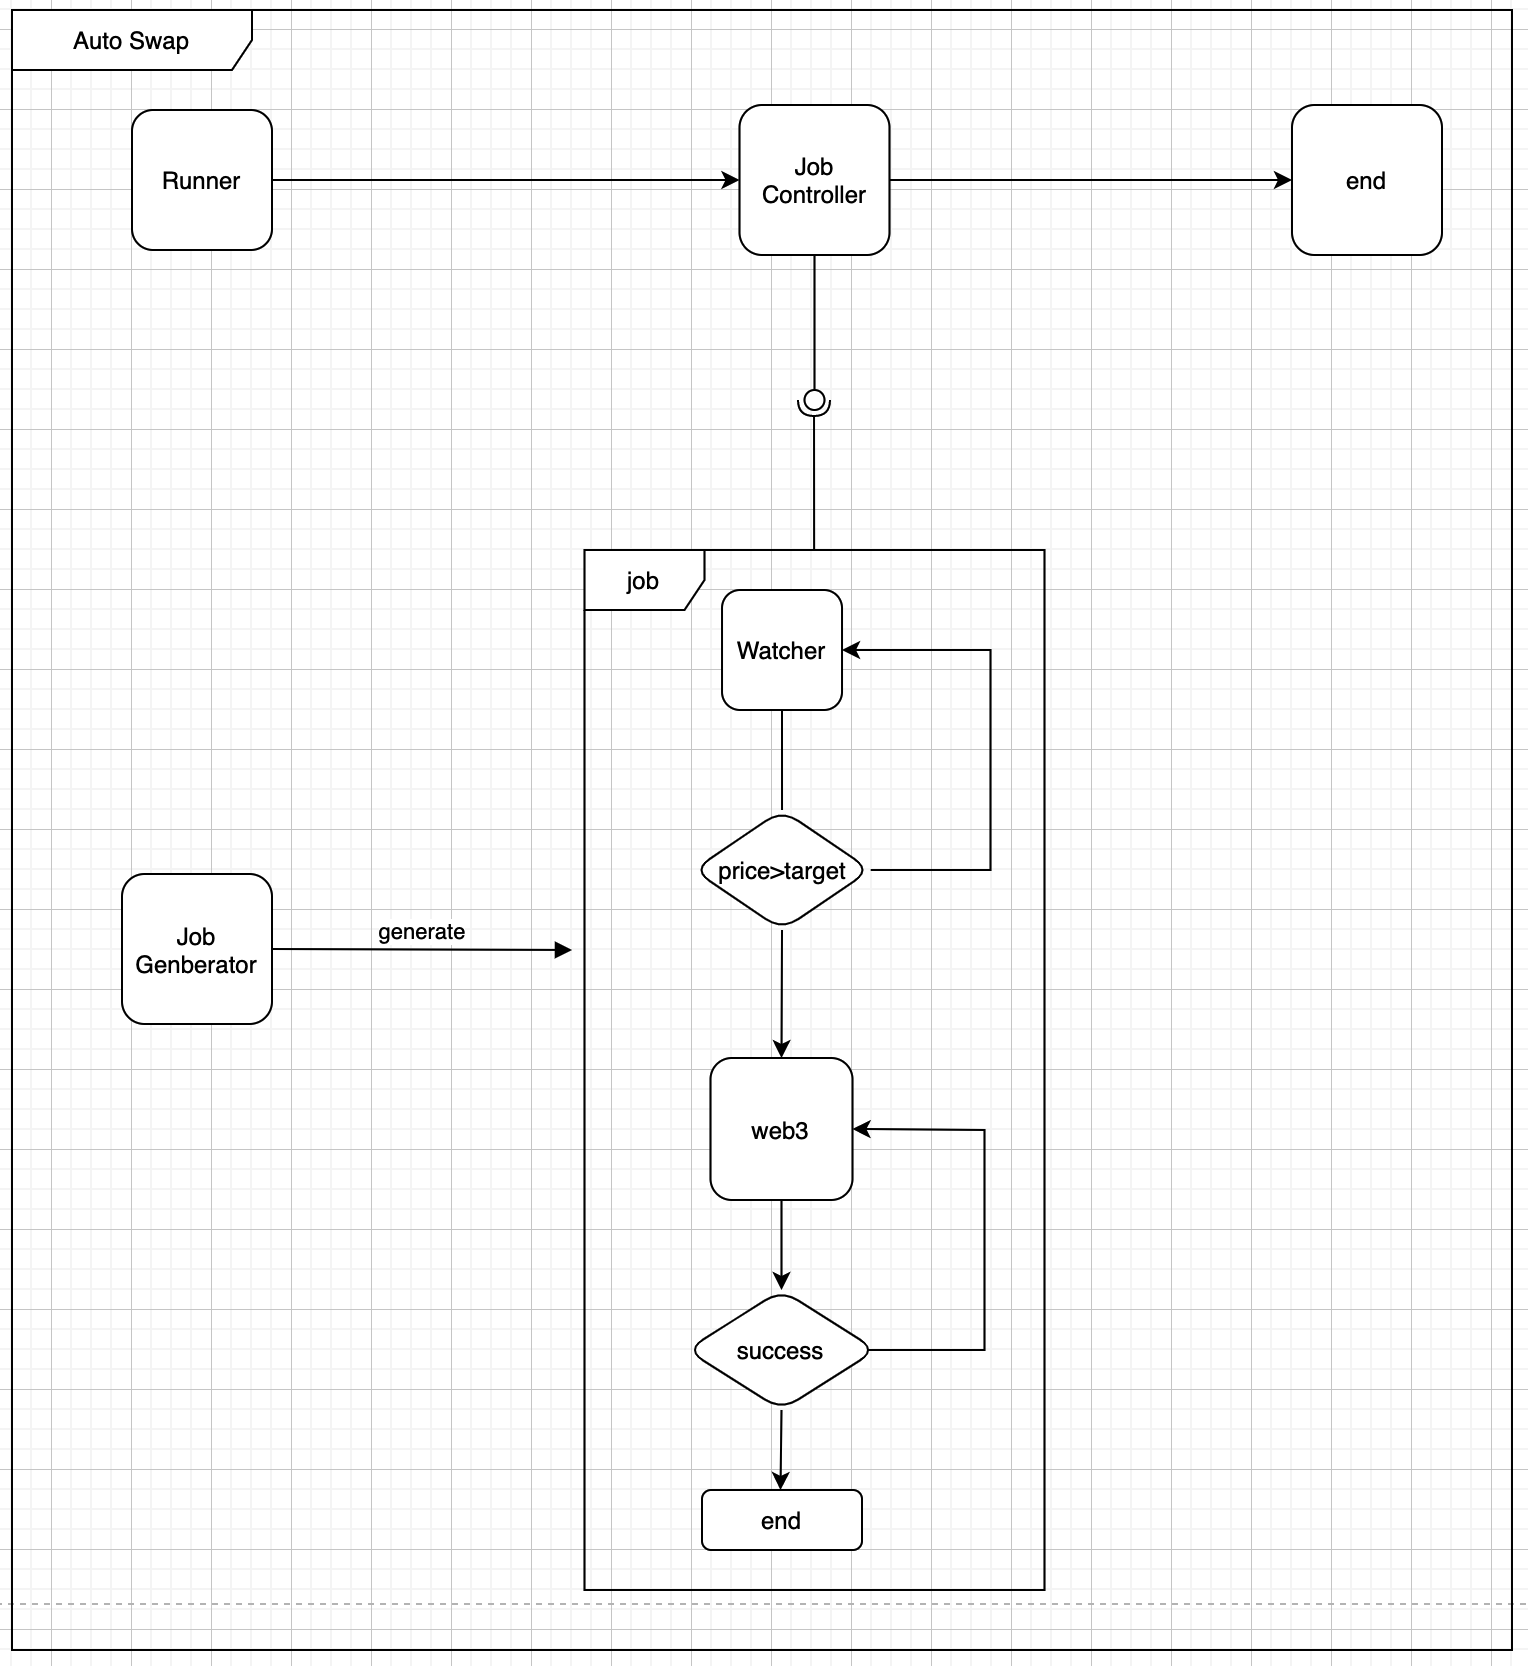 Auto Swap
Runner
Job
Controller
end
job
Watcher
price>target
Job
Genberator
generate
web3
success
end